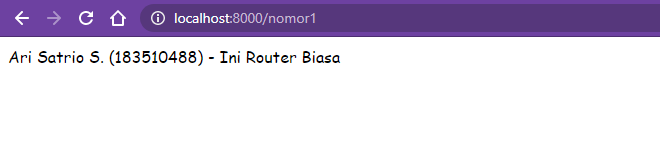 localhost:8000/nomor1
Ari Satrio S. (183510488) - Ini Router Biasa